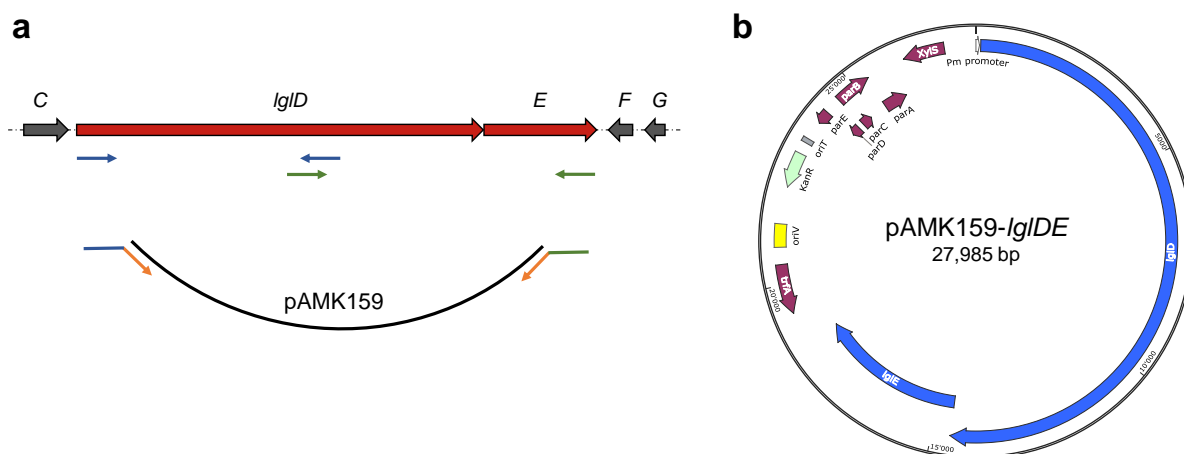 a
C lglD E F G
pAMK159
b
Pm promoter
XylS
parB
parA
parC
parD
parE
oriT
KanR
oriV
trfA
lglD
lglE
5000
10'000
15'000
20'000
25'000
pAMK159-lglDE
27,985 bp